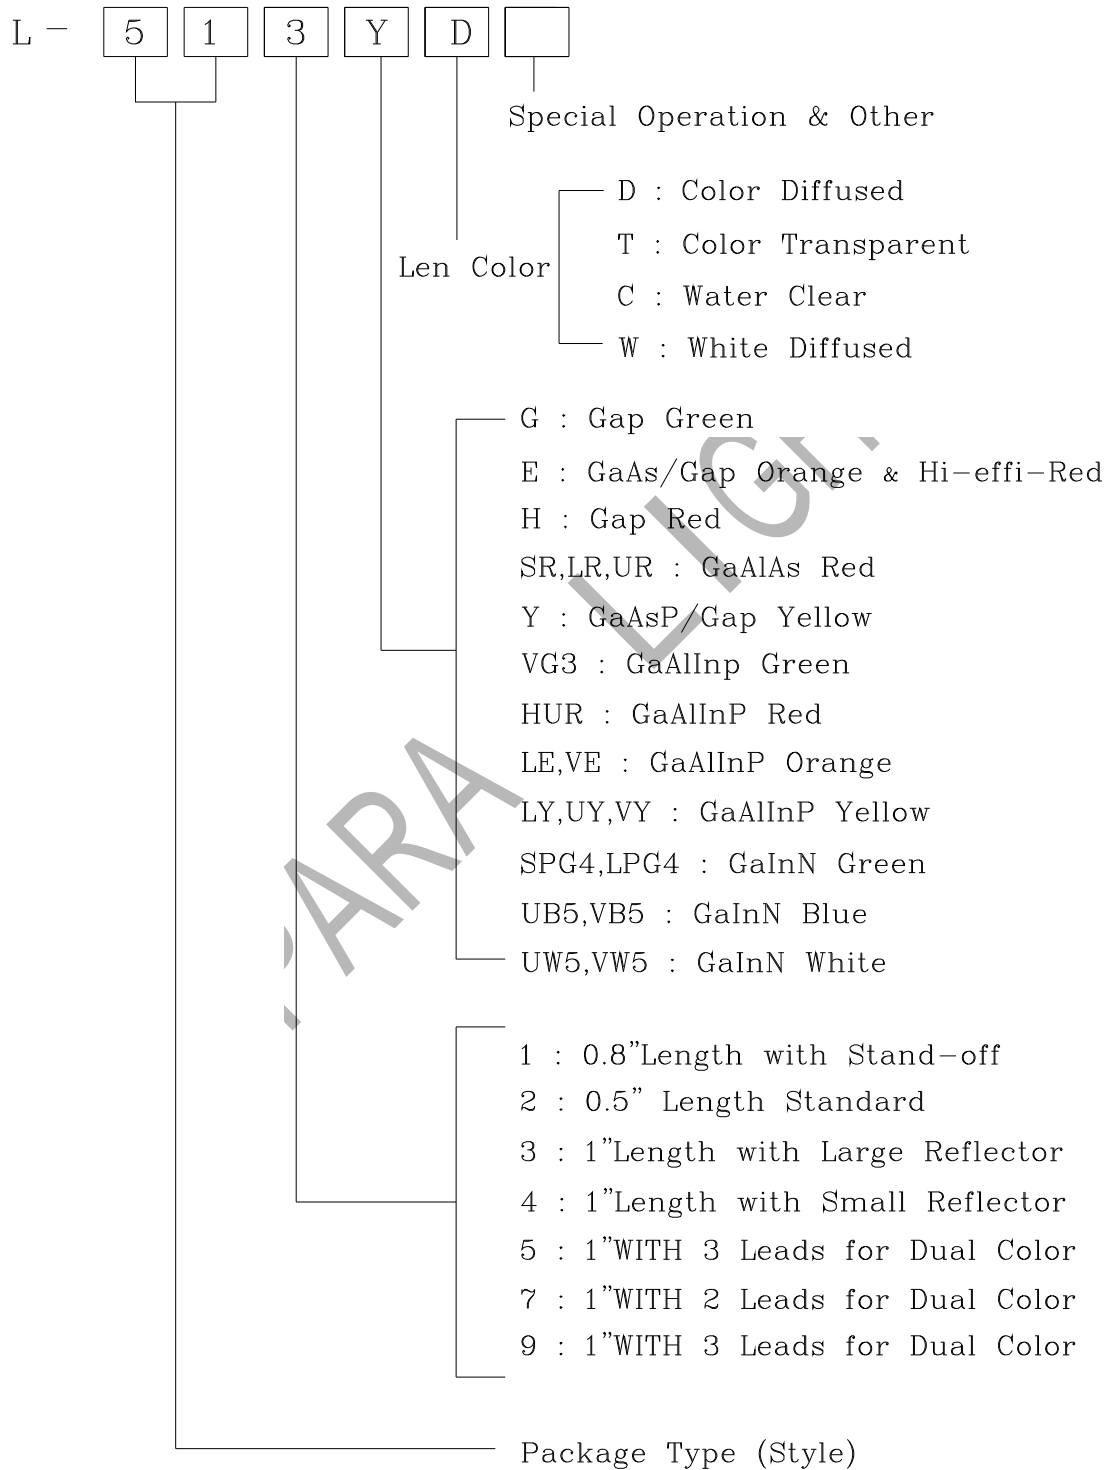 L- 5 1 3 Y D
Special Operation & Other
D : Color Diffused
T : Color Transparent
Len Color
C : Water Clear
W : White Diffused
G : Gap Green
E : GaAs/Gap Orange & Hi-effi-Red
H : Gap Red
SR,LR,UR : GaAlAs Red
Y : GaAsP/Gap Yellow
VG3 : GaAlInp Green
HUR : GaAlInP Red
LE,VE : GaAlInP Orange
LY,UY,VY : GaAlInP Yellow
SPG4,LPG4 : GaInN Green
UB5,VB5 : GaInN Blue
UW5,VW5 : GaInN White
1 : 0.8"Length with Stand-off
2 : 0.5" Length Standard
3 : 1"Length with Large Reflector
4 : 1"Length with Small Reflector
5 : 1"WITH 3 Leads for Dual Color
7 : 1"WITH 2 Leads for Dual Color
9 : 1"WITH 3 Leads for Dual Color
Package Type (Style)
PARA LIGH